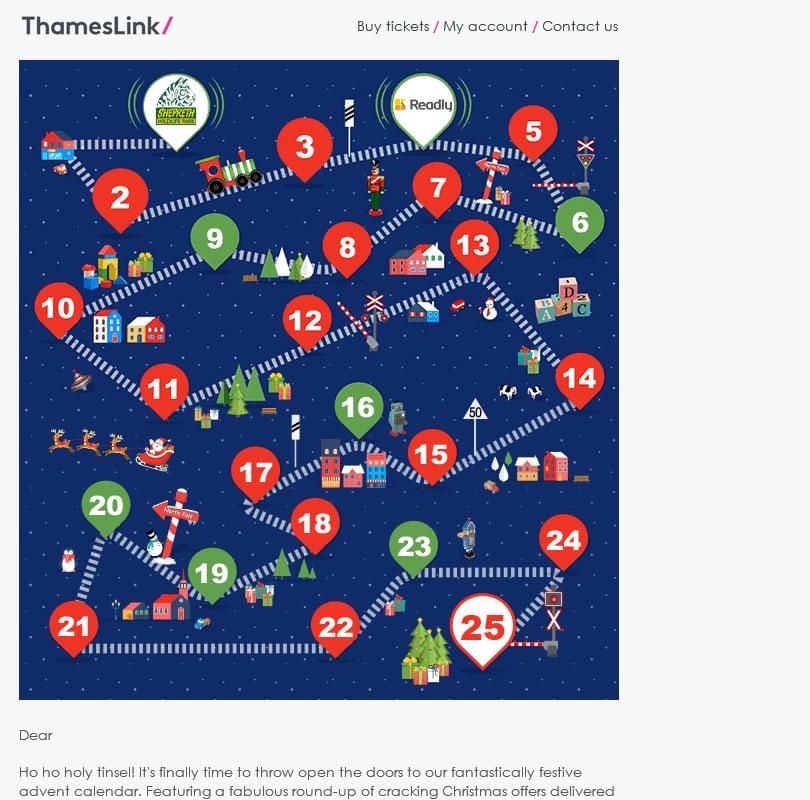 ThamesLink/
Buy tickets / My account / Contact us
SHEPRETH
WILDLIFE PARK
Readly
3
5
2
7
6
9
8
13
10
12
14
11
16
50
D
A 4 C
15
17
20
North Pole
18
23
24
19
21
22
25
Dear
Ho ho holy tinsel! It's finally time to throw open the doors to our fantastically festive
advent calendar. Featuring a fabulous round-up of cracking Christmas offers delivered